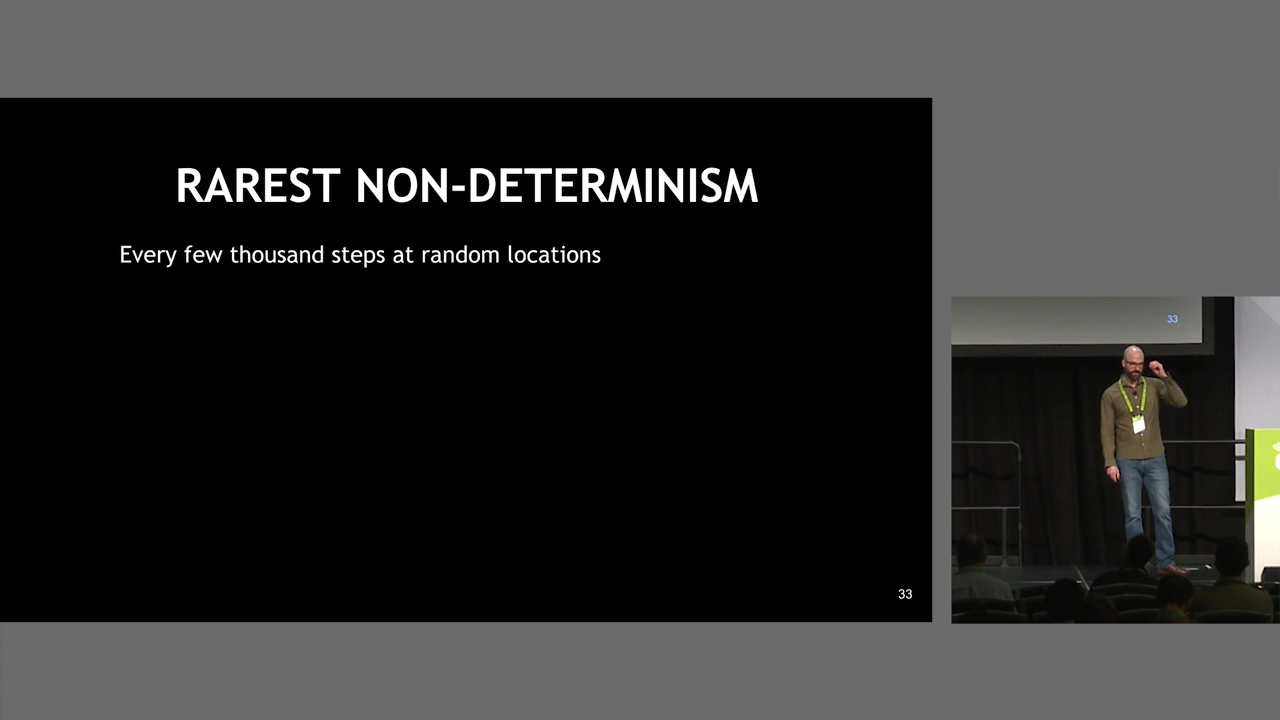 RAREST NON-DETERMINISM
Every few thousand steps at random locations
33
33